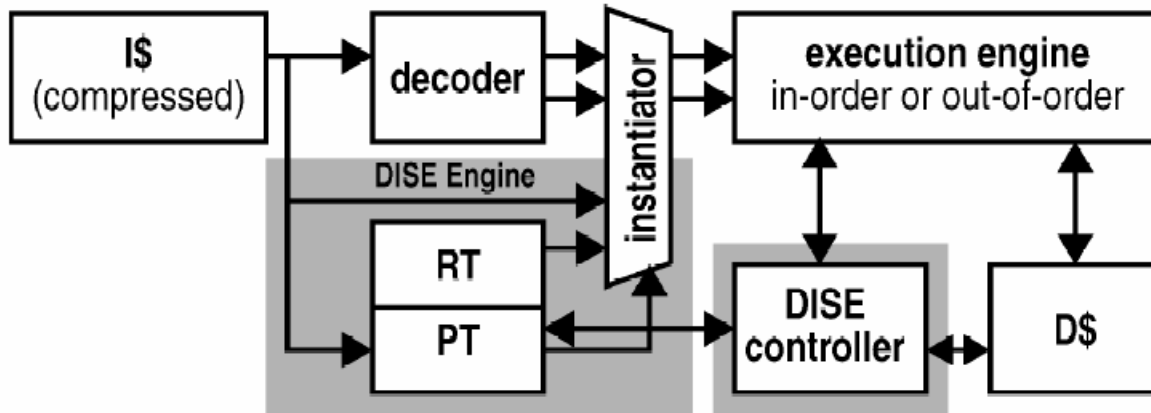 I$
(compressed)
decoder
instantiator
execution engine
in-order or out-of-order
DISE Engine
RT
PT
DISE
controller
D$